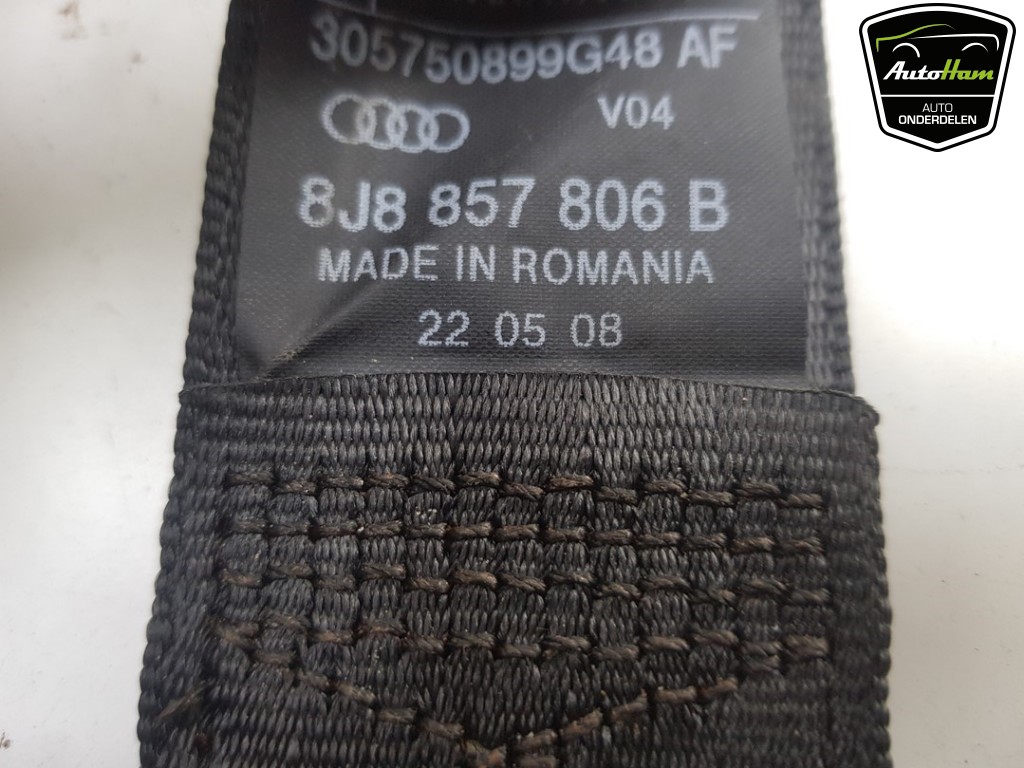 305750899G48 AF
V04
8J8 857 806 B
MADE IN ROMANIA
22 05 08
AutoHam
AUTO
ONDERDELEN